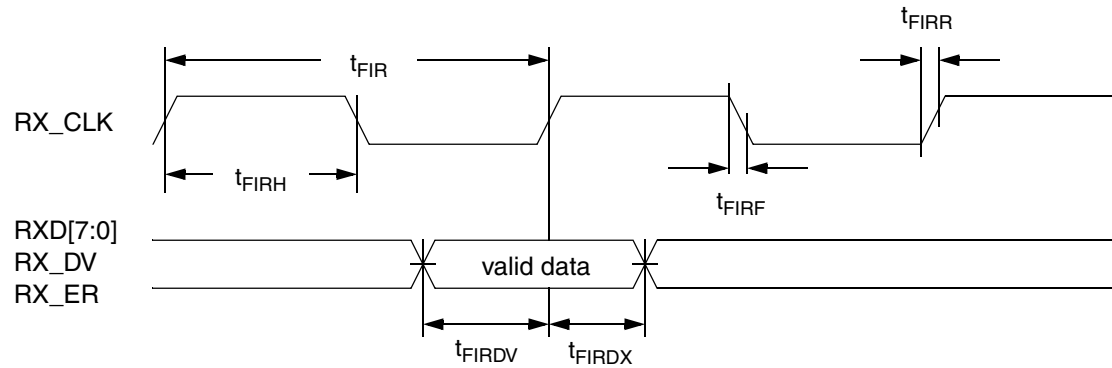 tFIRR
tFIR
RX_CLK
tFIRH
tFIRF
RXD[7:0]
RX_DV
valid data
RX_ER
tFIRDV
tFIRDX